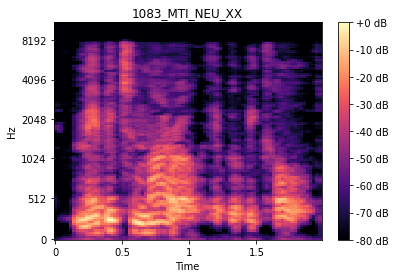 1083_MTI_NEU_XX
8192
4096
2048
1024
512
0
Hz
0
0.5
1
1.5
Time
+0 dB
-10 dB
-20 dB
-30 dB
-40 dB
-50 dB
-60 dB
-70 dB
-80 dB